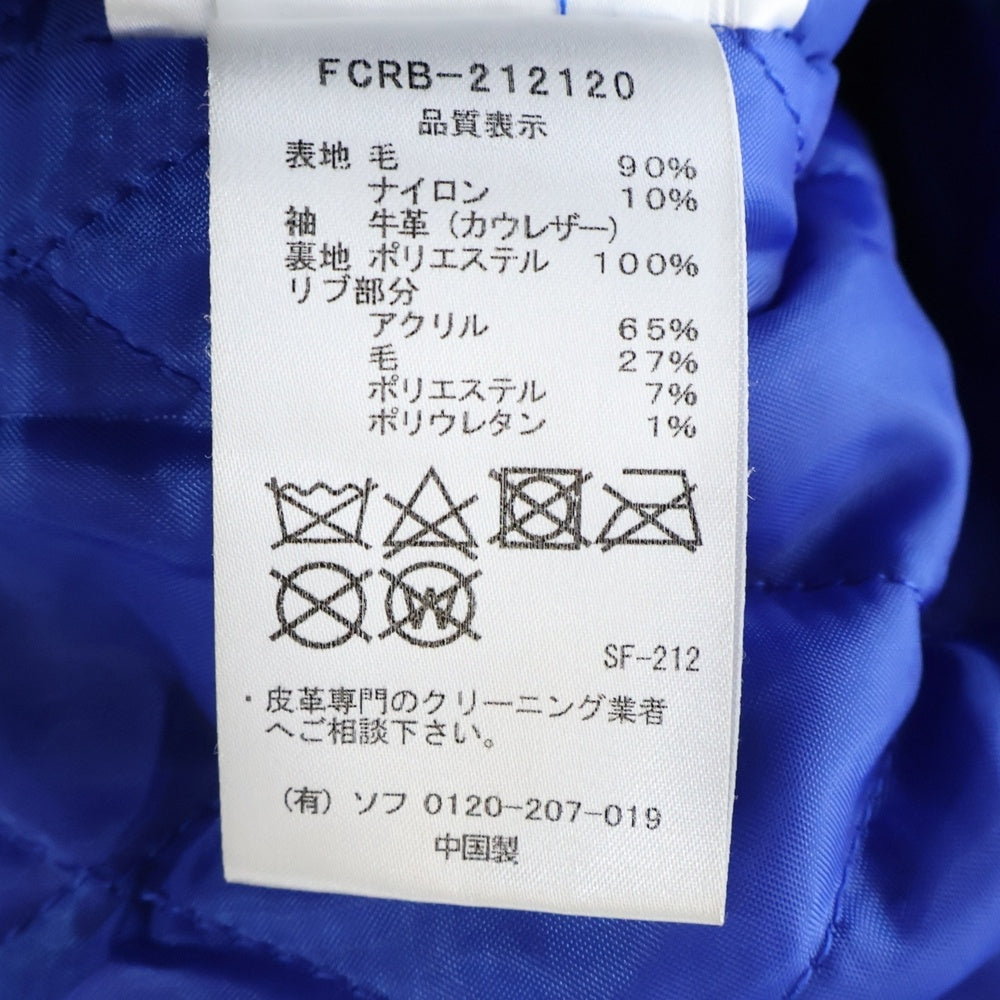 FCRB-212120
品質表示
表地 毛 90%
ナイロン 10%
袖 牛革（カウレザー）
裏地 ポリエステル 100%
リブ部分
アクリル 65%
毛 27%
ポリエステル 7%
ポリウレタン 1%
W
SF-212
・皮革専門のクリーニング業者
へご相談下さい。
（有）ソフ 0120-207-019
中国製